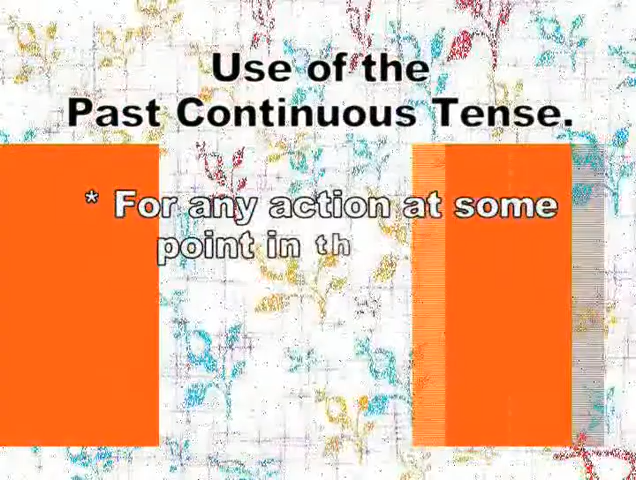 Use of the
Past Continuous Tense.
* For any action at some
point in th